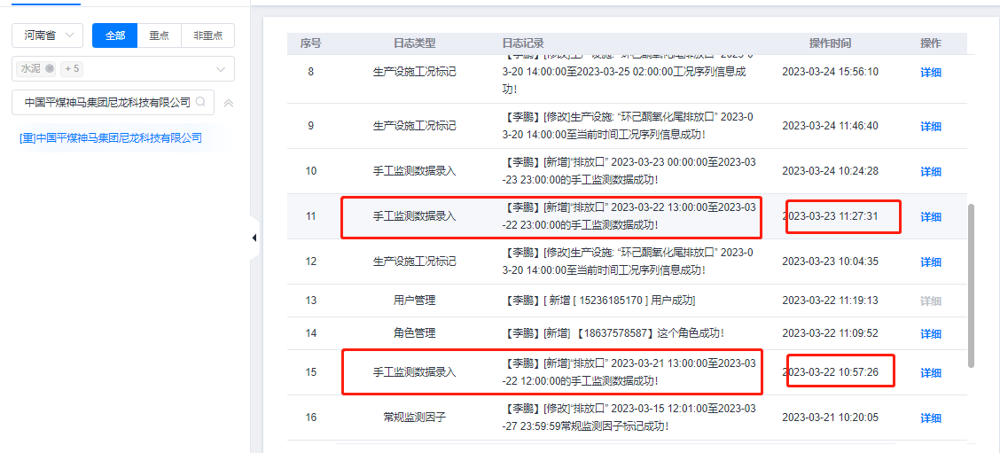 河南省
全部
重点
非重点
水泥
+ 5
中国平煤神马集团尼龙科技有限公司
[重]中国平煤神马集团尼龙科技有限公司
序号 日志类型 日志记录 操作时间 操作
8 生产设施工况标记 【李鹏】[修改]生产设施: “环己酮氧化尾排放口” 2023-0
3-20 14:00:00至2023-03-25 02:00:00工况序列信息成
功! 2023-03-24 15:56:10 详细
9 生产设施工况标记 【李鹏】[修改]生产设施: “环己酮氧化尾排放口” 2023-0
3-20 14:00:00至当前时间工况序列信息成功! 2023-03-24 11:46:40 详细
10 手工监测数据录入 【李鹏】[新增]“排放口” 2023-03-23 00:00:00至2023-03
-23 23:00:00的手工监测数据成功! 2023-03-24 10:24:28 详细
11 手工监测数据录入 【李鹏】[新增]“排放口” 2023-03-22 13:00:00至2023-03
-22 23:00:00的手工监测数据成功! 2023-03-23 11:27:31 详细
12 生产设施工况标记 【李鹏】[修改]生产设施: “环己酮氧化尾排放口” 2023-0
3-20 14:00:00至当前时间工况序列信息成功! 2023-03-23 10:04:35 详细
13 用户管理 【李鹏】[ 新增 [ 15236185170 ] 用户成功] 2023-03-22 11:19:13 详细
14 角色管理 【李鹏】[新增] 【18637578587】这个角色成功! 2023-03-22 11:09:52 详细
15 手工监测数据录入 【李鹏】[新增]“排放口” 2023-03-21 13:00:00至2023-03
-22 12:00:00的手工监测数据成功! 2023-03-22 10:57:26 详细
16 常规监测因子 【李鹏】[修改]“排放口” 2023-03-15 12:01:00至2023-03
-27 23:59:59常规监测因子标记成功! 2023-03-21 10:20:05 详细